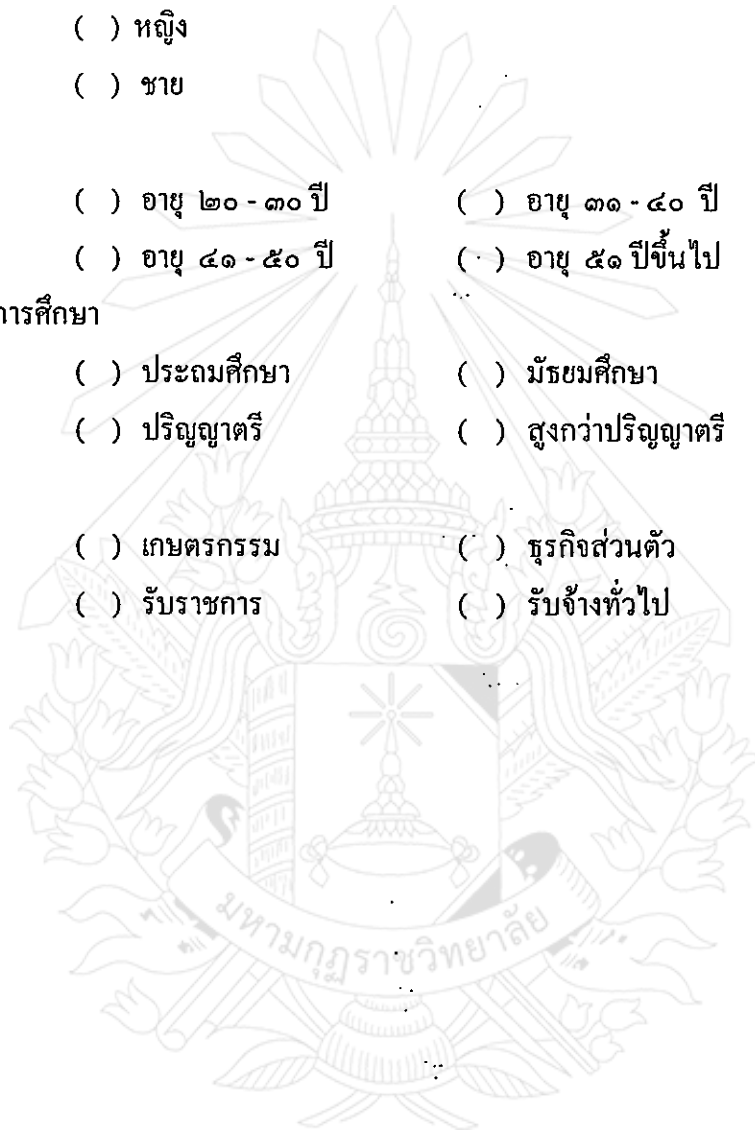 ( ) หญิง
( ) ชาย
( ) อายุ ๒๐ - ๓๐ ปี ( ) อายุ ๓๑ - ๔๐ ปี
( ) อายุ ๔๑ - ๕๐ ปี ( ) อายุ ๕๑ ปีขึ้นไป
การศึกษา
( ) ประถมศึกษา ( ) มัธยมศึกษา
( ) ปริญญาตรี ( ) สูงกว่าปริญญาตรี
( ) เกษตรกรรม ( ) ธุรกิจส่วนตัว
( ) รับราชการ ( ) รับจ้างทั่วไป
มหามกุฏราชวิทยาลัย